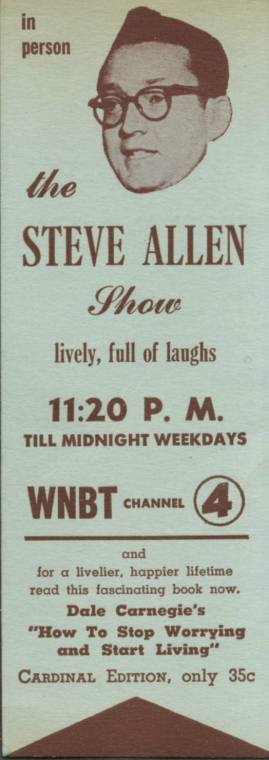 in
person
the
STEVE ALLEN
Show
lively, full of laughs
11:20 P. M.
TILL MIDNIGHT WEEKDAYS
WNBT CHANNEL 4
and
for a livelier, happier lifetime
read this fascinating book now.
Dale Carnegie's
"How To Stop Worrying
and Start Living"
CARDINAL EDITION, only 35c